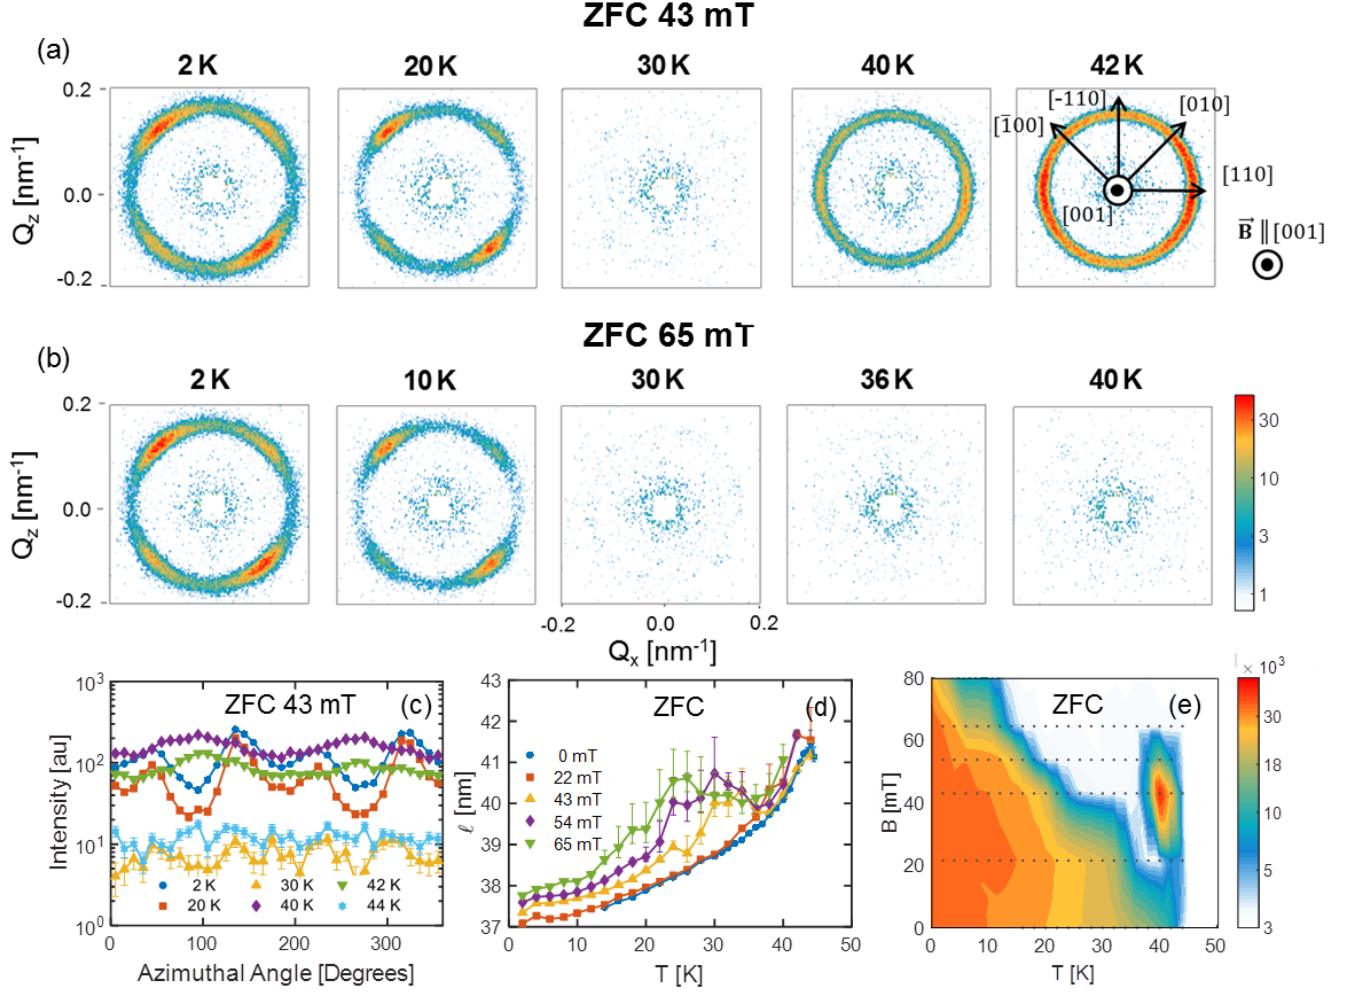 ZFC 43 mT
(a)
2 K 20 K 30 K 40 K 42 K
0.2
0.0
-0.2
Qz [nm-1]
[-110]
[010]
[1̄00]
[110]
[001]
B⃗ ∥ [001]
ZFC 65 mT
(b)
2 K 10 K 30 K 36 K 40 K
0.2
0.0
-0.2
Qz [nm-1]
-0.2 0.0 0.2
Qx [nm-1]
30
10
3
1
10³
10²
10¹
10⁰
Intensity [au]
ZFC 43 mT (c)
2 K 30 K 42 K
20 K 40 K 44 K
0 100 200 300
Azimuthal Angle [Degrees]
43
42
41
40
39
38
37
ℓ [nm]
ZFC (d)
0 mT
22 mT
43 mT
54 mT
65 mT
0 10 20 30 40 50
T [K]
80
60
40
20
0
B [mT]
ZFC (e)
0 10 20 30 40 50
T [K]
× 10³
30
18
10
5
3